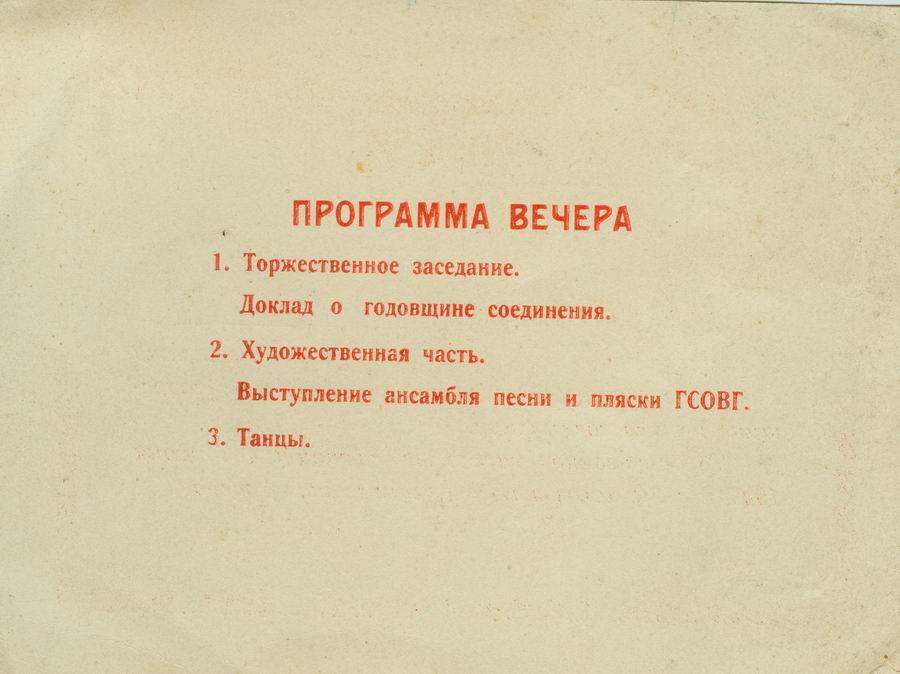 ПРОГРАММА ВЕЧЕРА
1. Торжественное заседание.
Доклад о годовщине соединения.
2. Художественная часть.
Выступление ансамбля песни и пляски ГСОВГ.
3. Танцы.